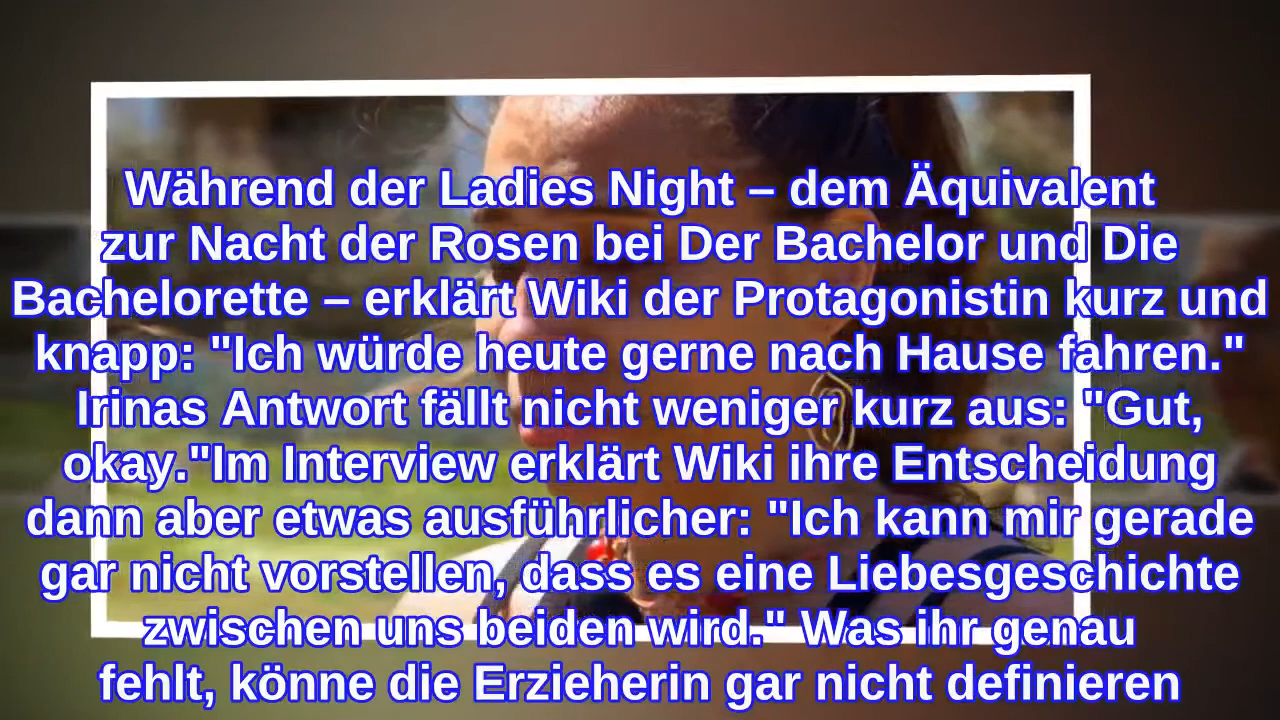 Während der Ladies Night – dem Äquivalent
zur Nacht der Rosen bei Der Bachelor und Die
Bachelorette – erklärt Wiki der Protagonistin kurz und
knapp: "Ich würde heute gerne nach Hause fahren."
Irinas Antwort fällt nicht weniger kurz aus: "Gut,
okay."Im Interview erklärt Wiki ihre Entscheidung
dann aber etwas ausführlicher: "Ich kann mir gerade
gar nicht vorstellen, dass es eine Liebesgeschichte
zwischen uns beiden wird." Was ihr genau
fehlt, könne die Erzieherin gar nicht definieren